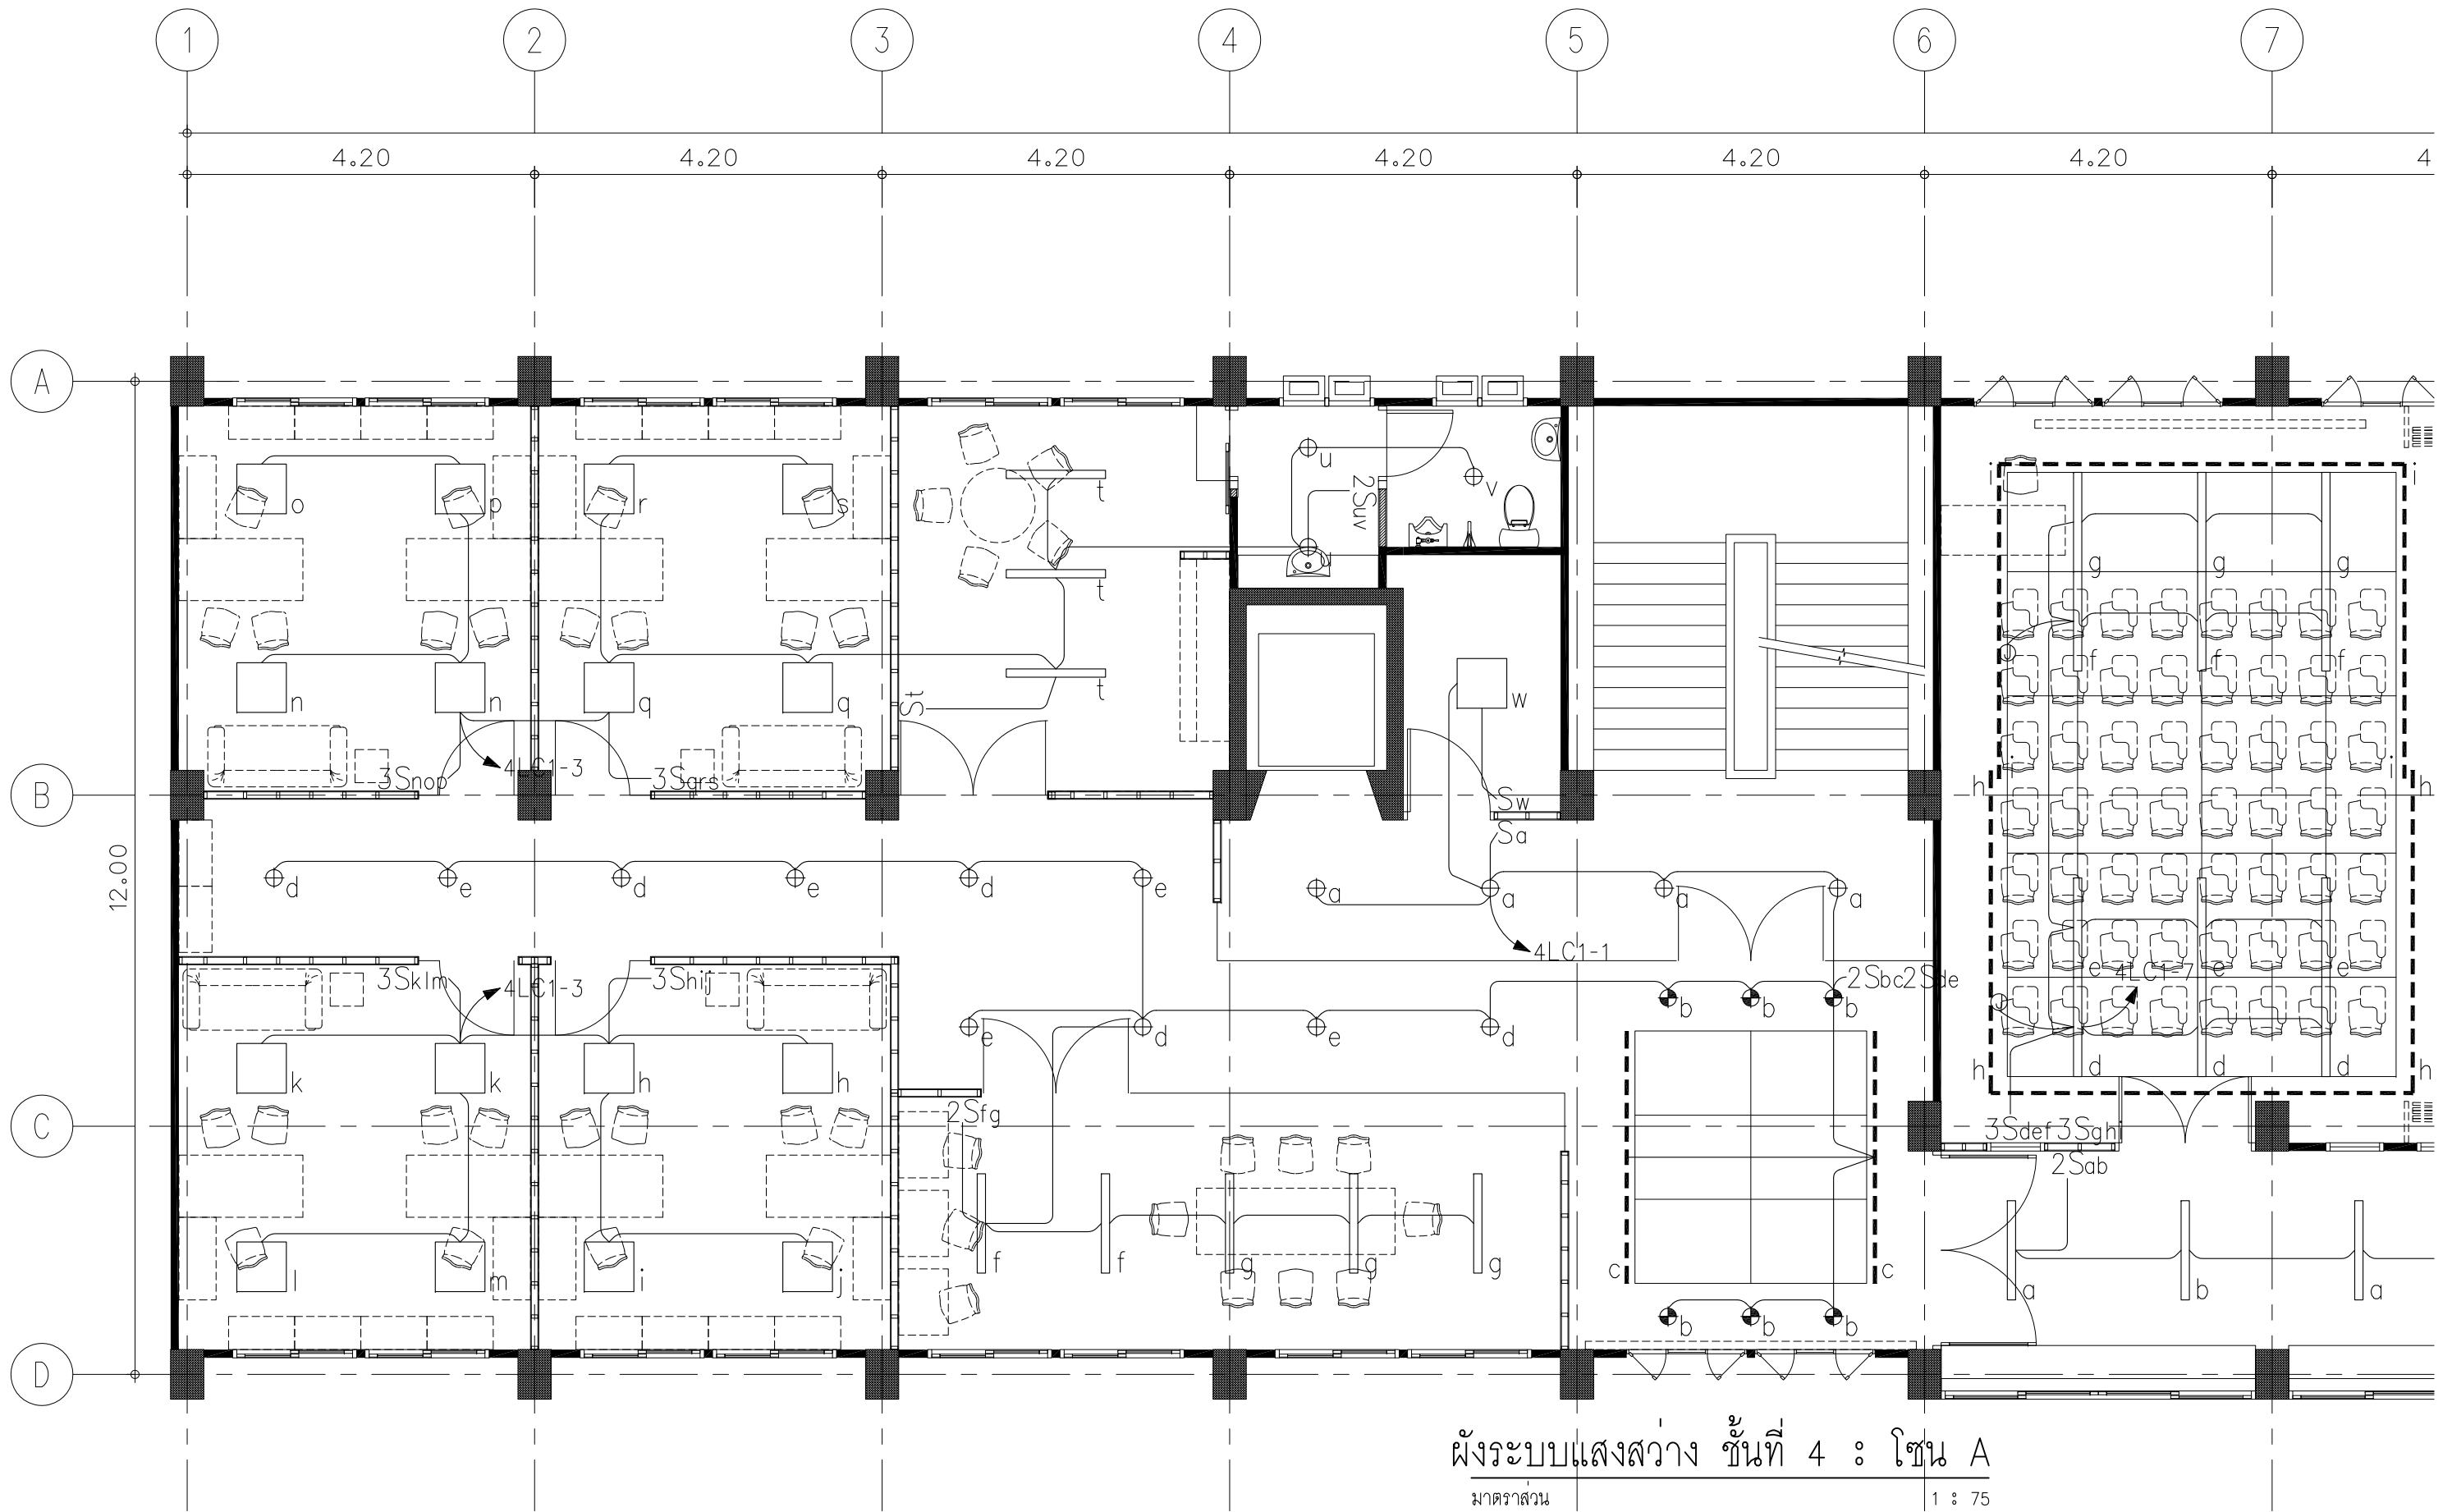 1 2 3 4 5 6 7
4.20 4.20 4.20 4.20 4.20 4.20 4
A
u
t
2Suv
v
o p r s
i i
g g g
t
u
J f f f
n n q q
t
St
w
3Snop 4LC1-3 3Sqrs
i i
B
Sw
h h
Sa
12.00
d e d e d e
a a a a
4LC1-1
e e e
4LC1-7
3Sklm 4LC1-3 3Shij
2Sbc2Sde
b b b
J
e d e d
k k h h
h d d d h
C
2Sfg
3Sdef3Sghi
2Sab
f f g g g
c c
l m i j
a b a
b b b
D
ผังระบบแสงสว่าง ชั้นที่ 4 : โซน A
มาตราส่วน 1 : 75